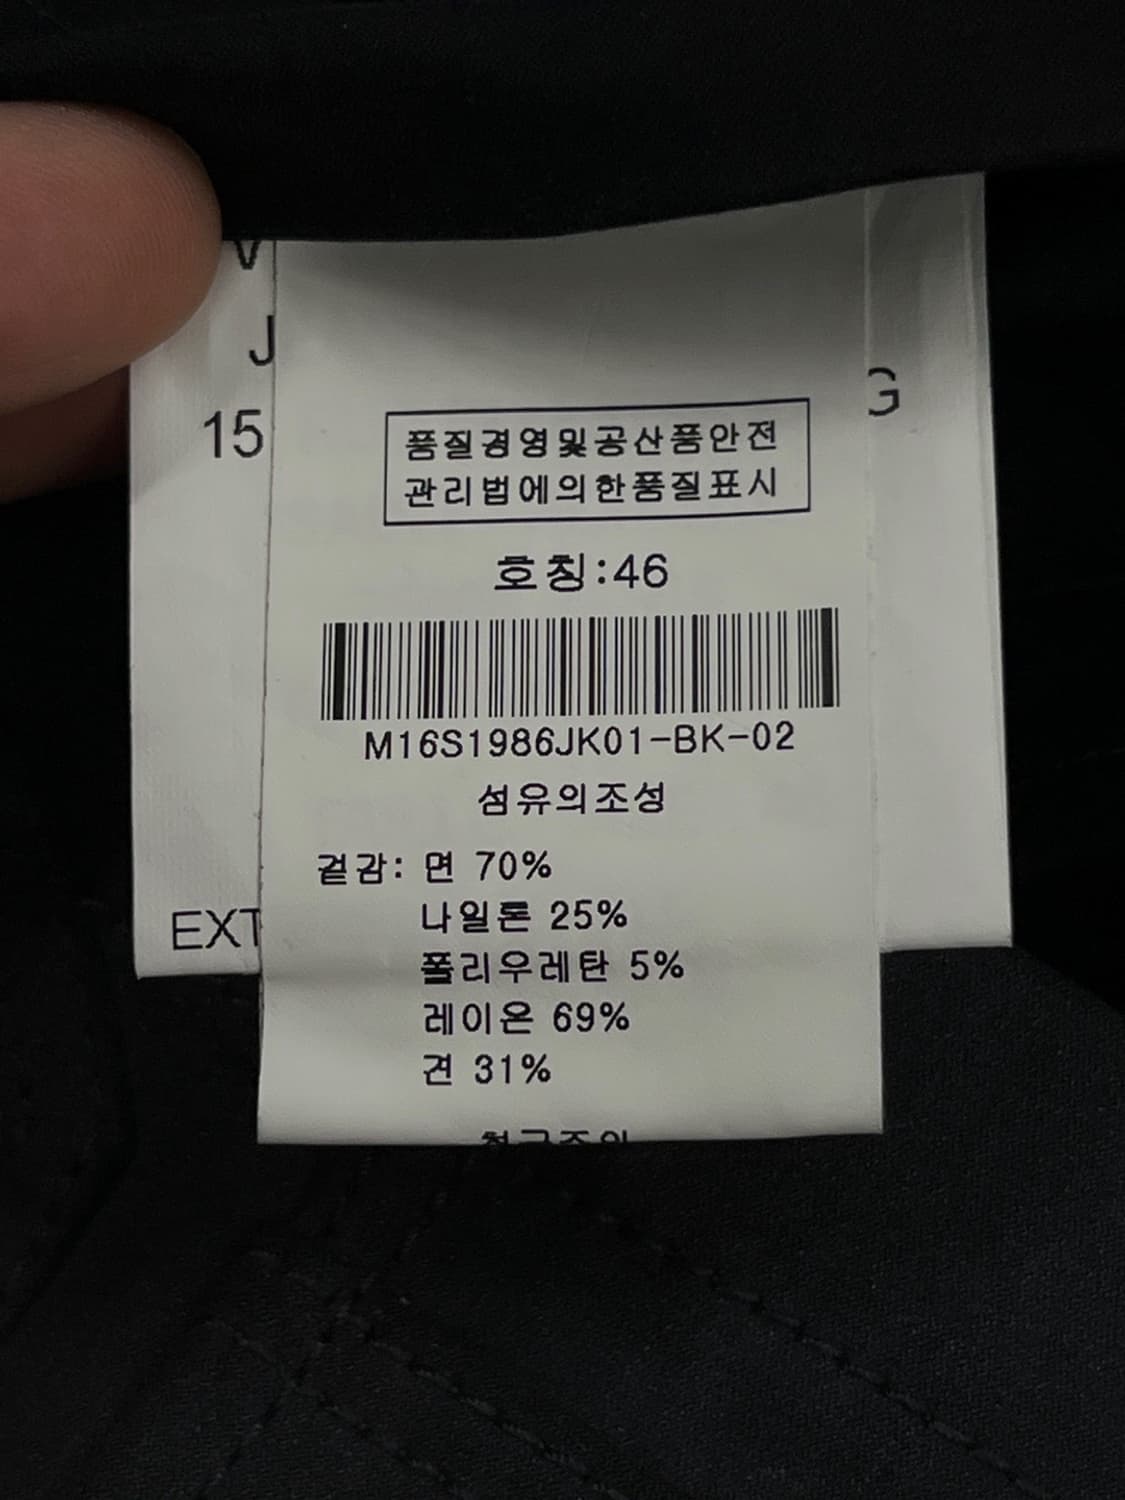 V
J
15
G
품질경영및공산품안전
관리법에의한품질표시
호칭:46
M16S1986JK01-BK-02
섬유의조성
겉감: 면 70%
나일론 25%
폴리우레탄 5%
레이온 69%
견 31%
EXT